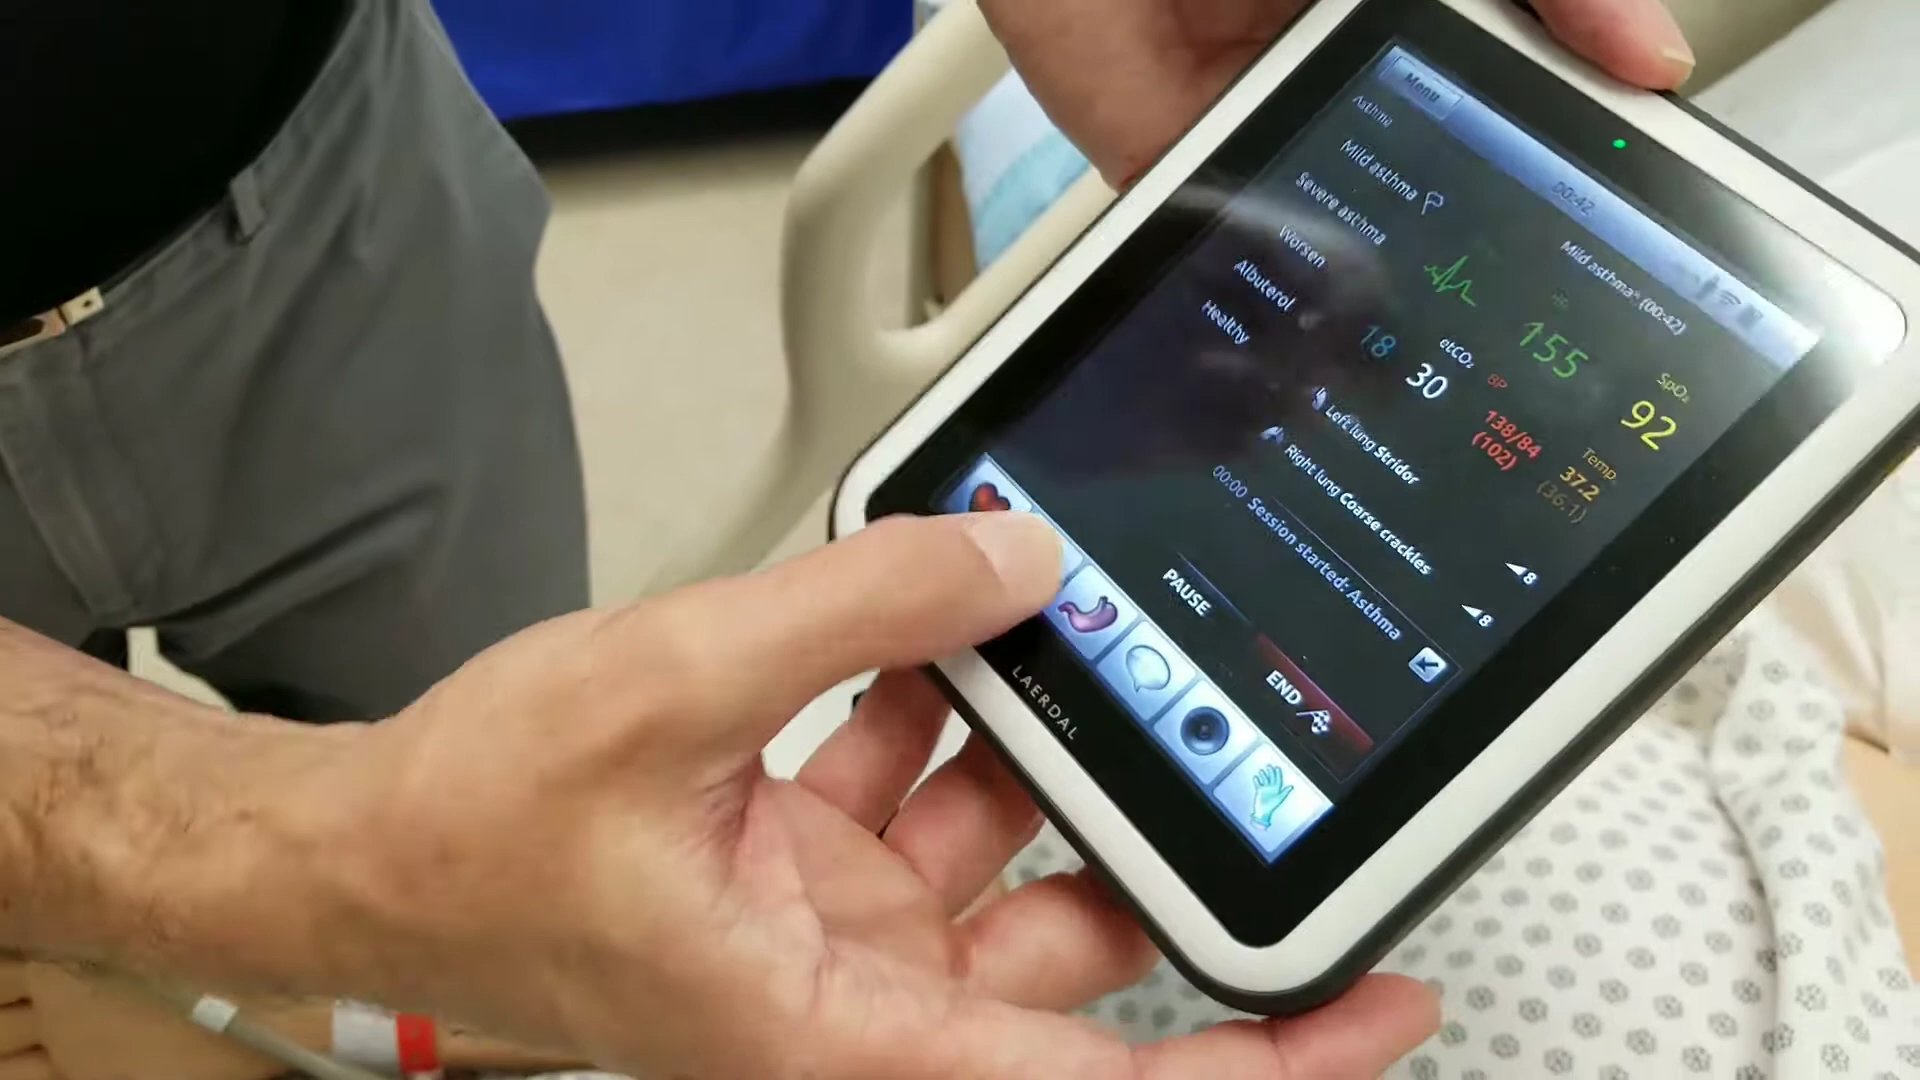 Menu
00:42
Asthma
Mild asthma
Severe asthma
Worsen
Albuterol
Healthy
Mild asthma* (00:42)
155
SpO₂
92
18
etCO₂
30
BP
138/84
(102)
Temp
37.2
(36.1)
Left lung Stridor
8
Right lung Coarse crackles
8
00:00 Session started: Asthma
PAUSE
END
LAERDAL